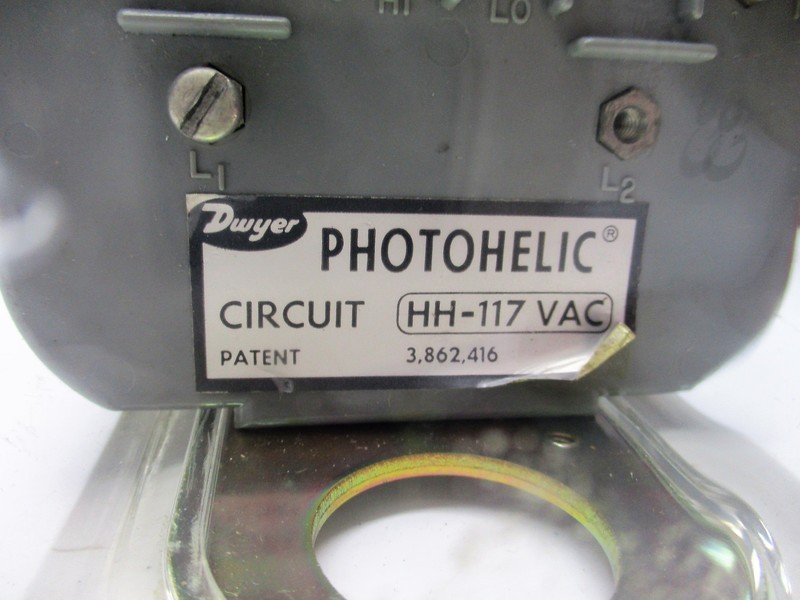 HI LO
L1 L2
Dwyer PHOTOHELIC®
CIRCUIT HH-117 VAC
PATENT 3,862,416